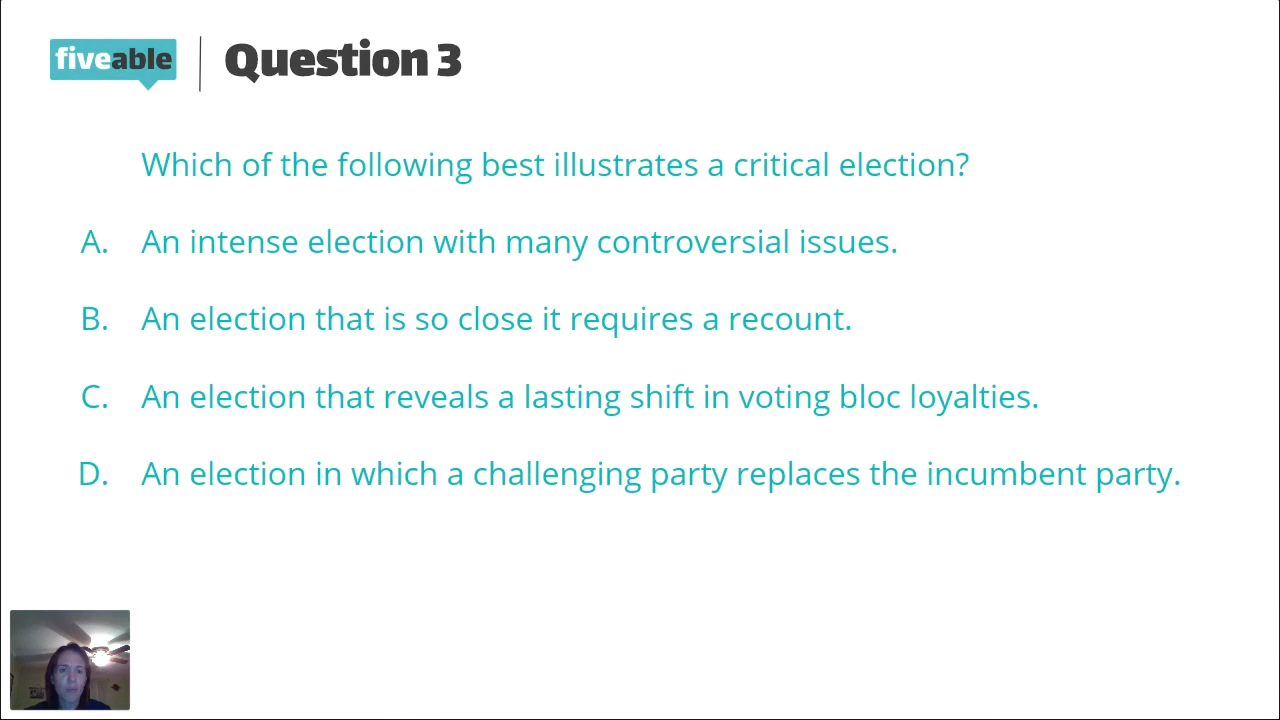 fiveable
Question 3
Which of the following best illustrates a critical election?
A. An intense election with many controversial issues.
B. An election that is so close it requires a recount.
C. An election that reveals a lasting shift in voting bloc loyalties.
D. An election in which a challenging party replaces the incumbent party.